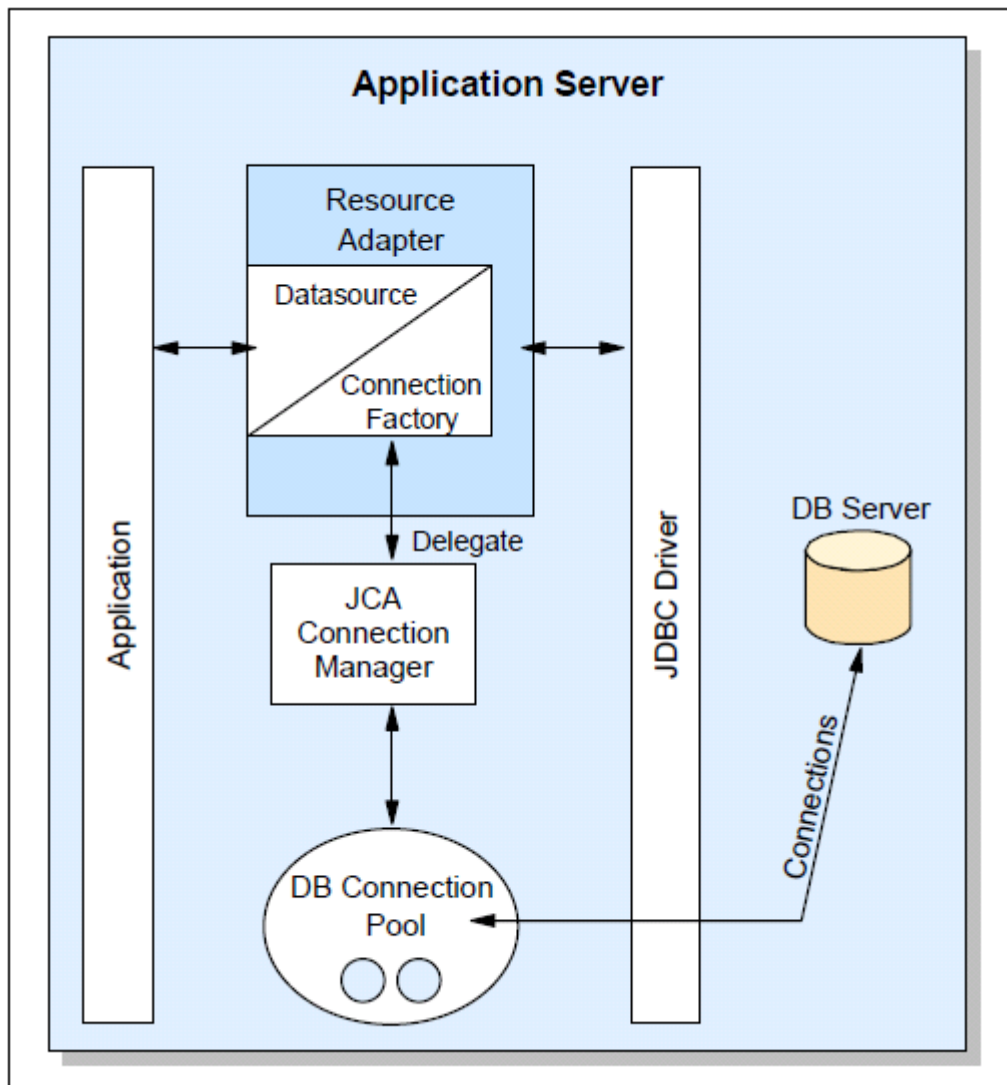 Application Server
Resource
Adapter
Datasource
Connection
Factory
Delegate
JCA
Connection
Manager
DB Connection
Pool
Application
JDBC Driver
DB Server
Connections